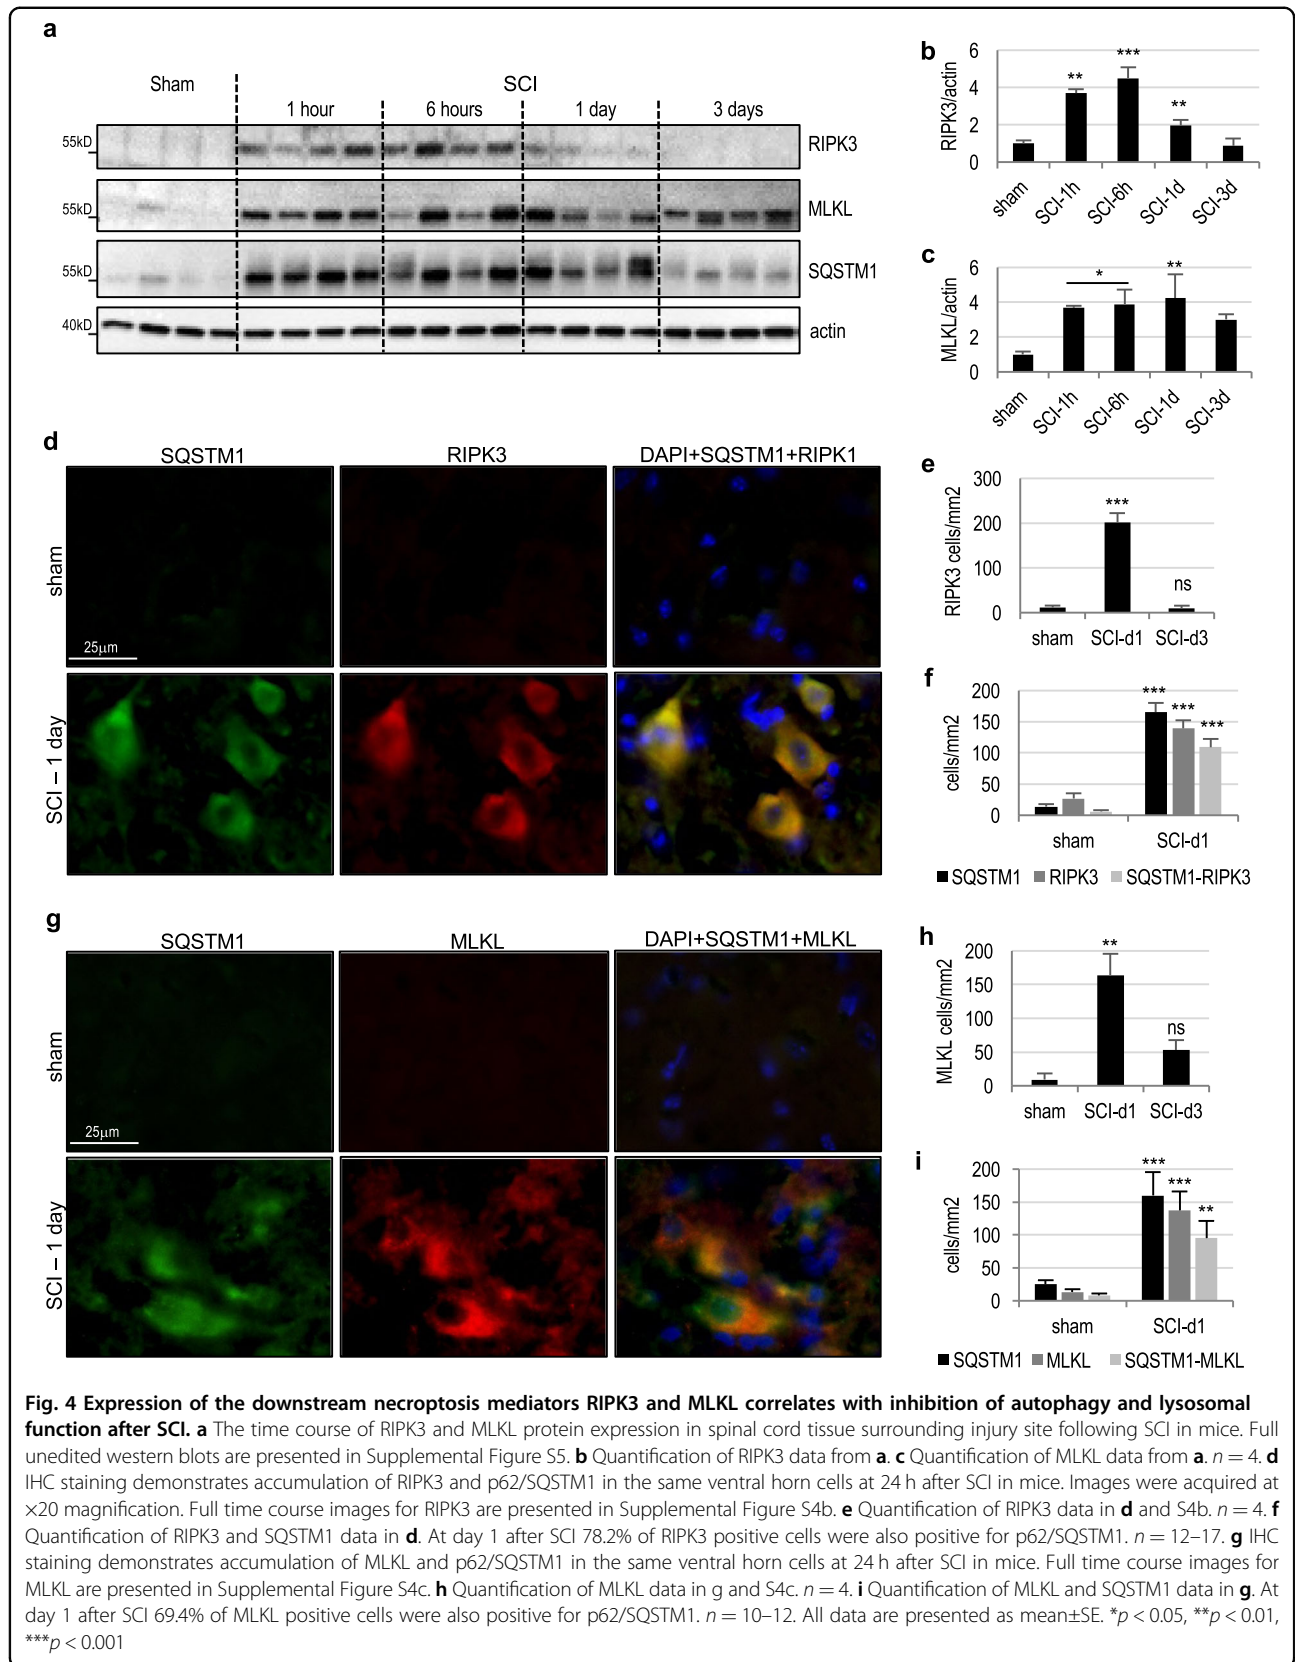 a
Sham
SCI
1 hour
6 hours
1 day
3 days
55kD
RIPK3
55kD
MLKL
55kD
SQSTM1
40kD
actin
b
RIPK3/actin
6
4
2
0
**
***
**
sham
SCI-1h
SCI-6h
SCI-1d
SCI-3d
c
MLKL/actin
6
4
2
0
*
**
sham
SCI-1h
SCI-6h
SCI-1d
SCI-3d
d
SQSTM1
RIPK3
DAPI+SQSTM1+RIPK1
sham
25μm
SCI – 1 day
e
RIPK3 cells/mm2
300
200
100
0
***
ns
sham
SCI-d1
SCI-d3
f
cells/mm2
200
150
100
50
0
***
***
***
sham
SCI-d1
SQSTM1 RIPK3 SQSTM1-RIPK3
g
SQSTM1
MLKL
DAPI+SQSTM1+MLKL
sham
25μm
SCI – 1 day
h
MLKL cells/mm2
200
150
100
50
0
**
ns
sham
SCI-d1
SCI-d3
i
cells/mm2
200
150
100
50
0
***
***
**
sham
SCI-d1
SQSTM1 MLKL SQSTM1-MLKL
Fig. 4 Expression of the downstream necroptosis mediators RIPK3 and MLKL correlates with inhibition of autophagy and lysosomal
function after SCI. a The time course of RIPK3 and MLKL protein expression in spinal cord tissue surrounding injury site following SCI in mice. Full
unedited western blots are presented in Supplemental Figure S5. b Quantification of RIPK3 data from a. c Quantification of MLKL data from a. n = 4. d
IHC staining demonstrates accumulation of RIPK3 and p62/SQSTM1 in the same ventral horn cells at 24 h after SCI in mice. Images were acquired at
×20 magnification. Full time course images for RIPK3 are presented in Supplemental Figure S4b. e Quantification of RIPK3 data in d and S4b. n = 4. f
Quantification of RIPK3 and SQSTM1 data in d. At day 1 after SCI 78.2% of RIPK3 positive cells were also positive for p62/SQSTM1. n = 12–17. g IHC
staining demonstrates accumulation of MLKL and p62/SQSTM1 in the same ventral horn cells at 24 h after SCI in mice. Full time course images for
MLKL are presented in Supplemental Figure S4c. h Quantification of MLKL data in g and S4c. n = 4. i Quantification of MLKL and SQSTM1 data in g. At
day 1 after SCI 69.4% of MLKL positive cells were also positive for p62/SQSTM1. n = 10–12. All data are presented as mean±SE. *p < 0.05, **p < 0.01,
***p < 0.001